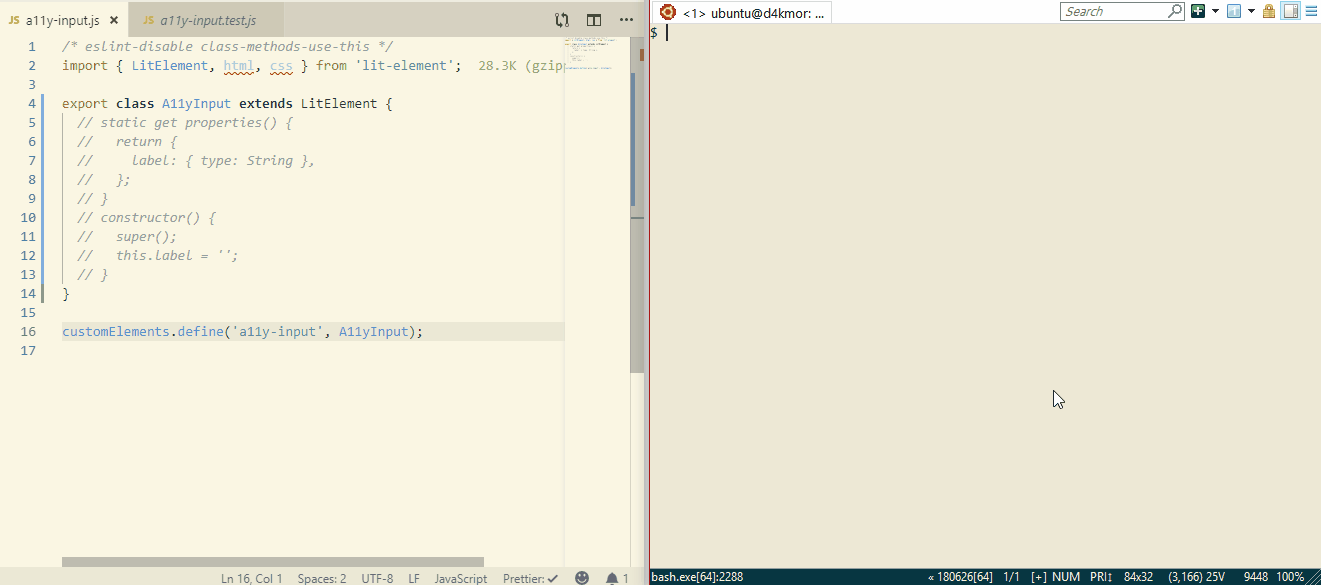 JS a11y-input.js × JS a11y-input.test.js
1 /* eslint-disable class-methods-use-this */
2 import { LitElement, html, css } from 'lit-element'; 28.3K (gzip
3
4 export class A11yInput extends LitElement {
5 // static get properties() {
6 //   return {
7 //     label: { type: String },
8 //   };
9 // }
10 // constructor() {
11 //   super();
12 //   this.label = '';
13 // }
14 }
15
16 customElements.define('a11y-input', A11yInput);
17
Ln 16, Col 1 Spaces: 2 UTF-8 LF JavaScript Prettier: ✓ 1
<1> ubuntu@d4kmor: ... Search
$
bash.exe[64]:2288 « 180626[64] 1/1 [+] NUM PRI↕ 84x32 (3,166) 25V 9448 100%